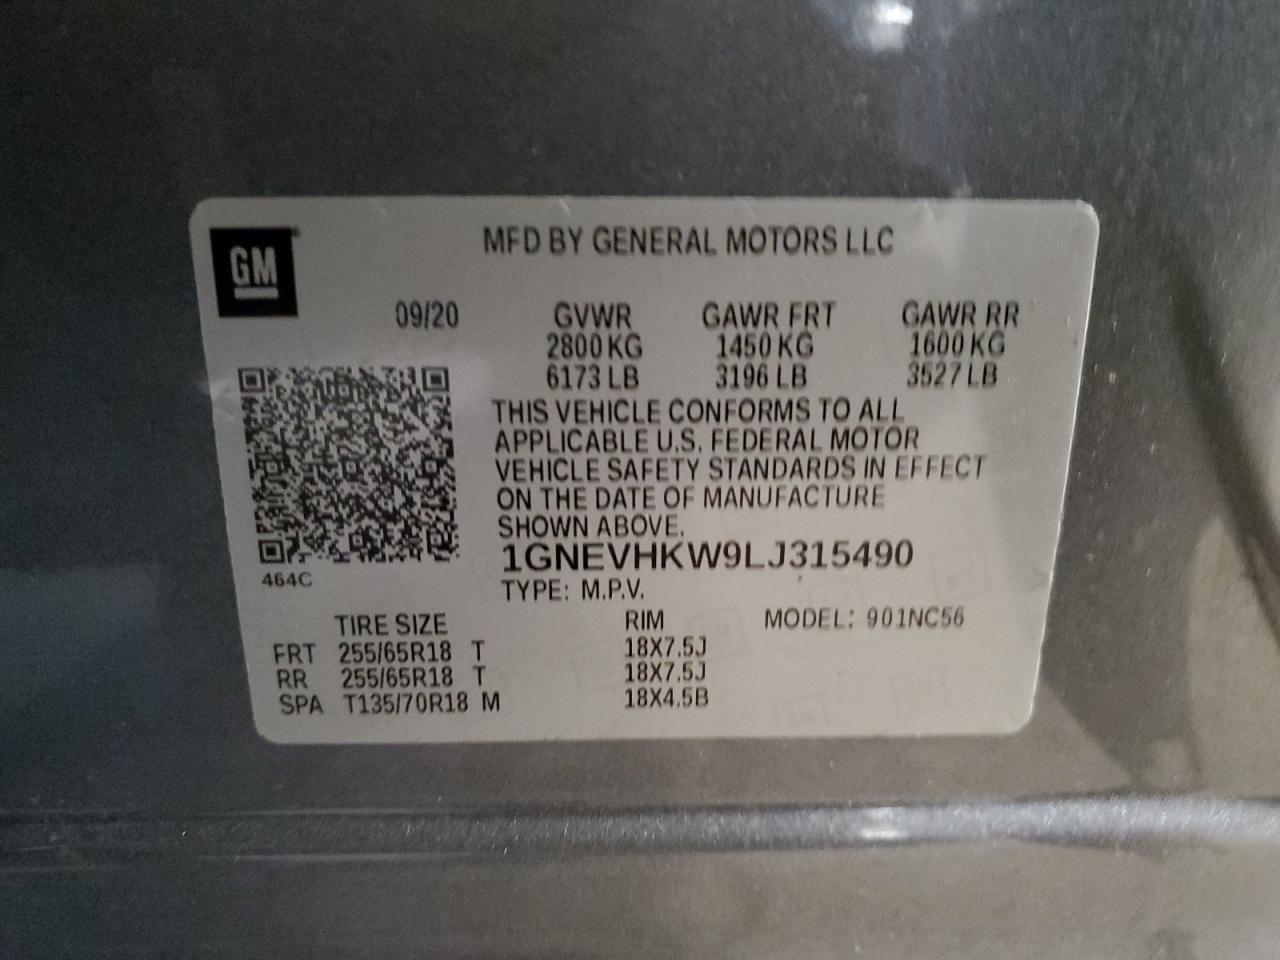 GM
MFD BY GENERAL MOTORS LLC
09/20 GVWR GAWR FRT GAWR RR
2800 KG 1450 KG 1600 KG
6173 LB 3196 LB 3527 LB
THIS VEHICLE CONFORMS TO ALL
APPLICABLE U.S. FEDERAL MOTOR
VEHICLE SAFETY STANDARDS IN EFFECT
ON THE DATE OF MANUFACTURE
SHOWN ABOVE.
1GNEVHKW9LJ315490
464C
TYPE: M.P.V.
TIRE SIZE RIM MODEL: 901NC56
FRT 255/65R18 T 18X7.5J
RR 255/65R18 T 18X7.5J
SPA T135/70R18 M 18X4.5B